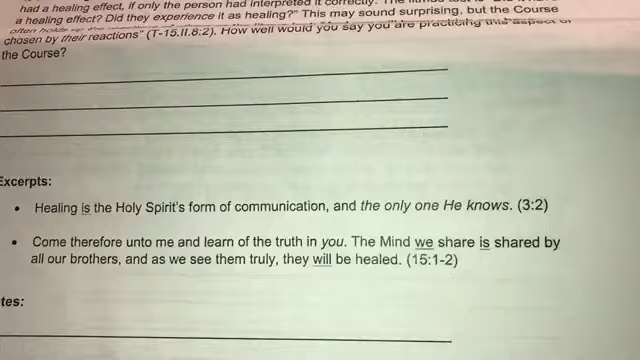 had a healing effect, if only the person had interpreted it correctly.
a healing effect? Did they experience it as healing?" This may sound surprising, but the Course
often holds up the
practicing this aspect of
chosen by their reactions" (T-15.II.8:2). How well would you say you are
the Course?
Excerpts:
• Healing is the Holy Spirit's form of communication, and the only one He knows. (3:2)
• Come therefore unto me and learn of the truth in you. The Mind we share is shared by
all our brothers, and as we see them truly, they will be healed. (15:1-2)
tes: